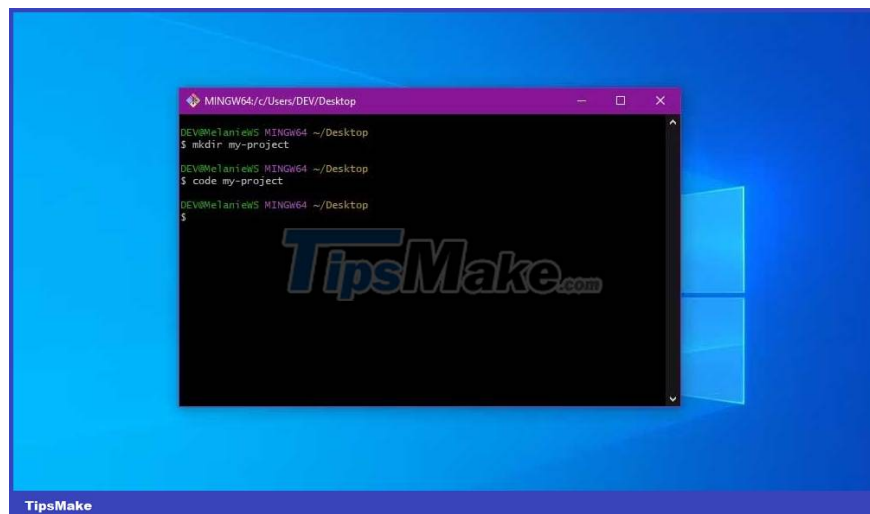 MINGW64:/c/Users/DEV/Desktop
DEV@MelanieWS MINGW64 ~/Desktop
$ mkdir my-project
DEV@MelanieWS MINGW64 ~/Desktop
$ code my-project
DEV@MelanieWS MINGW64 ~/Desktop
$
TipsMake.com
TipsMake